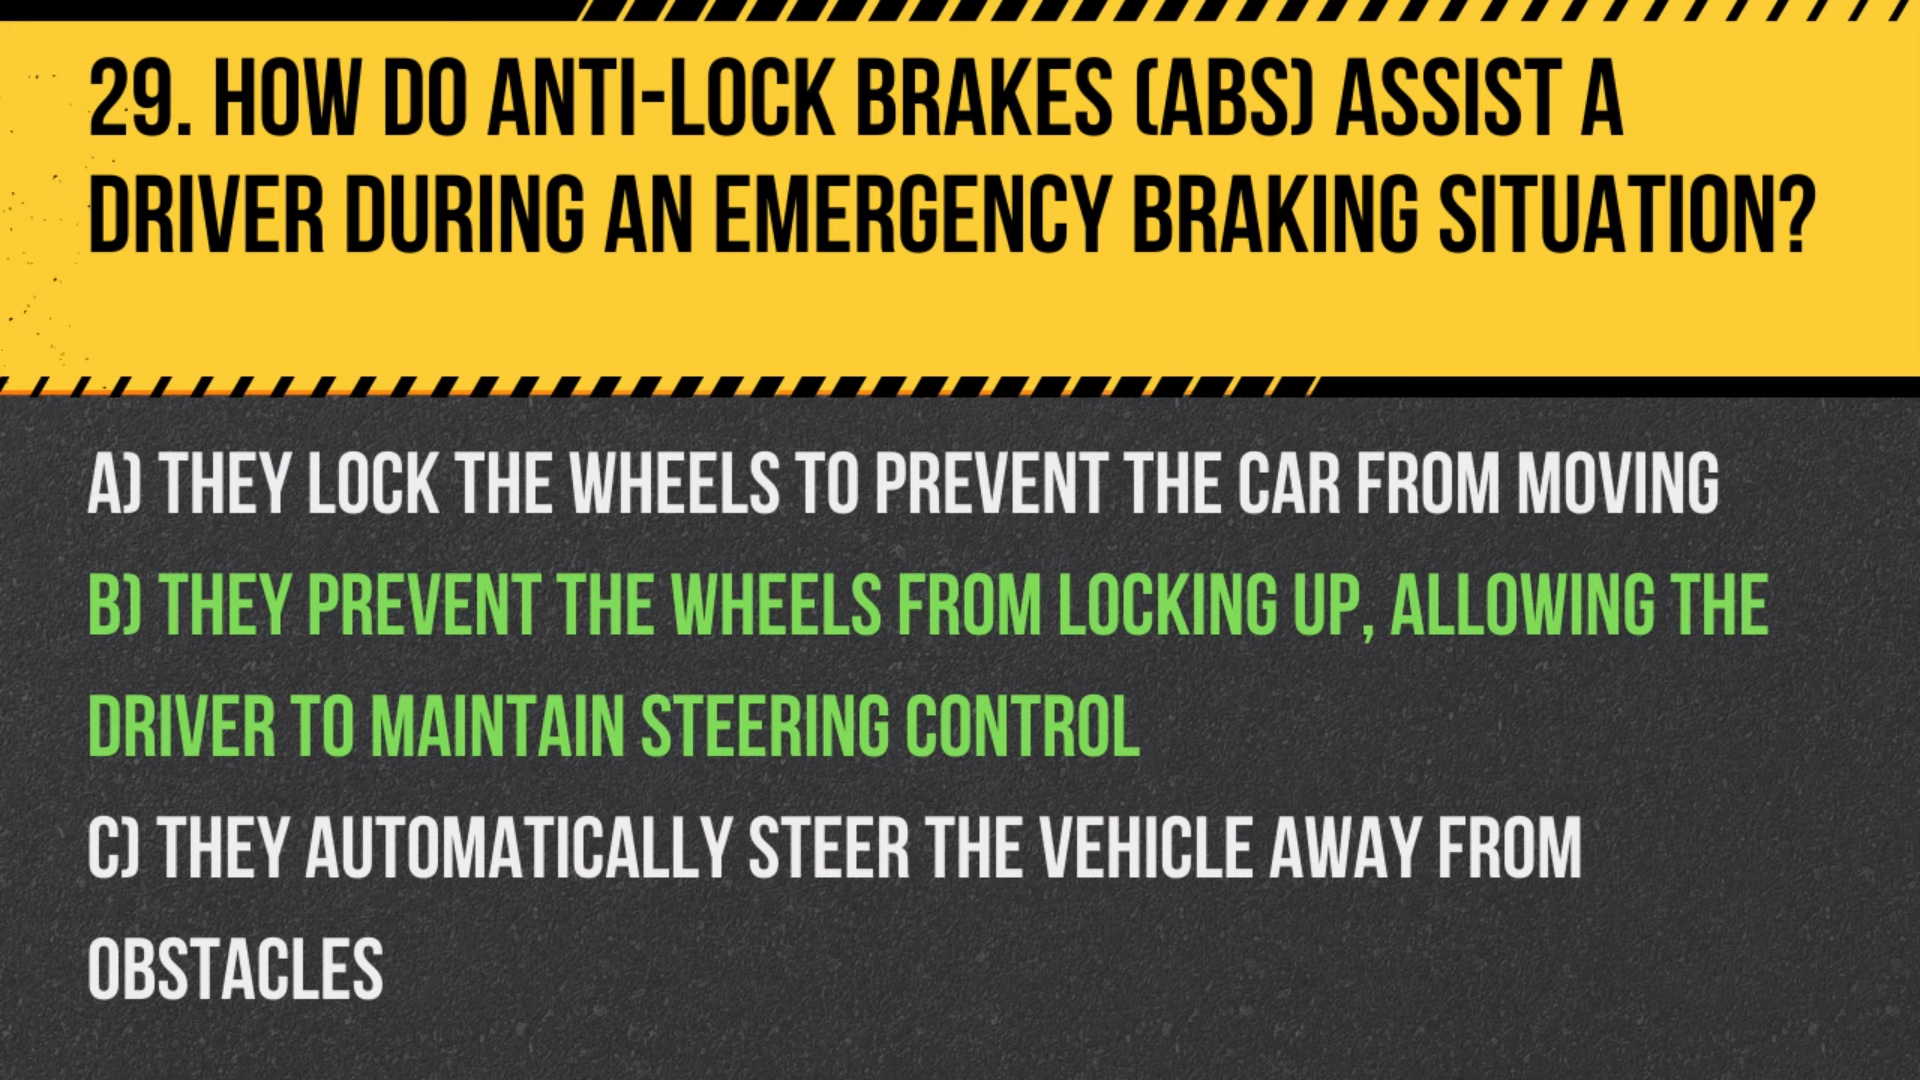 29. HOW DO ANTI-LOCK BRAKES (ABS) ASSIST A
DRIVER DURING AN EMERGENCY BRAKING SITUATION?
A) THEY LOCK THE WHEELS TO PREVENT THE CAR FROM MOVING
B) THEY PREVENT THE WHEELS FROM LOCKING UP, ALLOWING THE
DRIVER TO MAINTAIN STEERING CONTROL
C) THEY AUTOMATICALLY STEER THE VEHICLE AWAY FROM
OBSTACLES